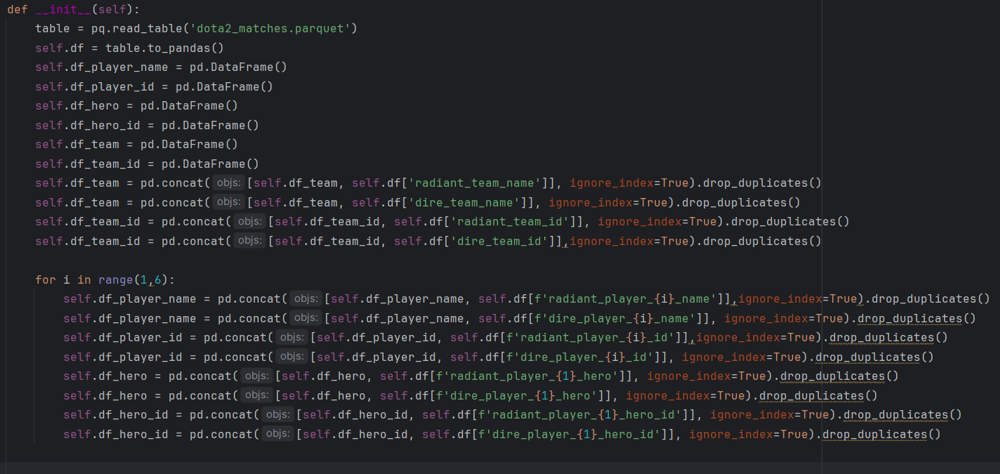 def __init__(self):
    table = pq.read_table('dota2_matches.parquet')
    self.df = table.to_pandas()
    self.df_player_name = pd.DataFrame()
    self.df_player_id = pd.DataFrame()
    self.df_hero = pd.DataFrame()
    self.df_hero_id = pd.DataFrame()
    self.df_team = pd.DataFrame()
    self.df_team_id = pd.DataFrame()
    self.df_team = pd.concat( objs: [self.df_team, self.df['radiant_team_name']], ignore_index=True).drop_duplicates()
    self.df_team = pd.concat( objs: [self.df_team, self.df['dire_team_name']], ignore_index=True).drop_duplicates()
    self.df_team_id = pd.concat( objs: [self.df_team_id, self.df['radiant_team_id']], ignore_index=True).drop_duplicates()
    self.df_team_id = pd.concat( objs: [self.df_team_id, self.df['dire_team_id']],ignore_index=True).drop_duplicates()
    for i in range(1,6):
        self.df_player_name = pd.concat( objs: [self.df_player_name, self.df[f'radiant_player_{i}_name']],ignore_index=True).drop_duplicates()
        self.df_player_name = pd.concat( objs: [self.df_player_name, self.df[f'dire_player_{i}_name']], ignore_index=True).drop_duplicates()
        self.df_player_id = pd.concat( objs: [self.df_player_id, self.df[f'radiant_player_{i}_id']],ignore_index=True).drop_duplicates()
        self.df_player_id = pd.concat( objs: [self.df_player_id, self.df[f'dire_player_{i}_id']], ignore_index=True).drop_duplicates()
        self.df_hero = pd.concat( objs: [self.df_hero, self.df[f'radiant_player_{1}_hero']], ignore_index=True).drop_duplicates()
        self.df_hero = pd.concat( objs: [self.df_hero, self.df[f'dire_player_{1}_hero']], ignore_index=True).drop_duplicates()
        self.df_hero_id = pd.concat( objs: [self.df_hero_id, self.df[f'radiant_player_{1}_hero_id']], ignore_index=True).drop_duplicates()
        self.df_hero_id = pd.concat( objs: [self.df_hero_id, self.df[f'dire_player_{1}_hero_id']], ignore_index=True).drop_duplicates()